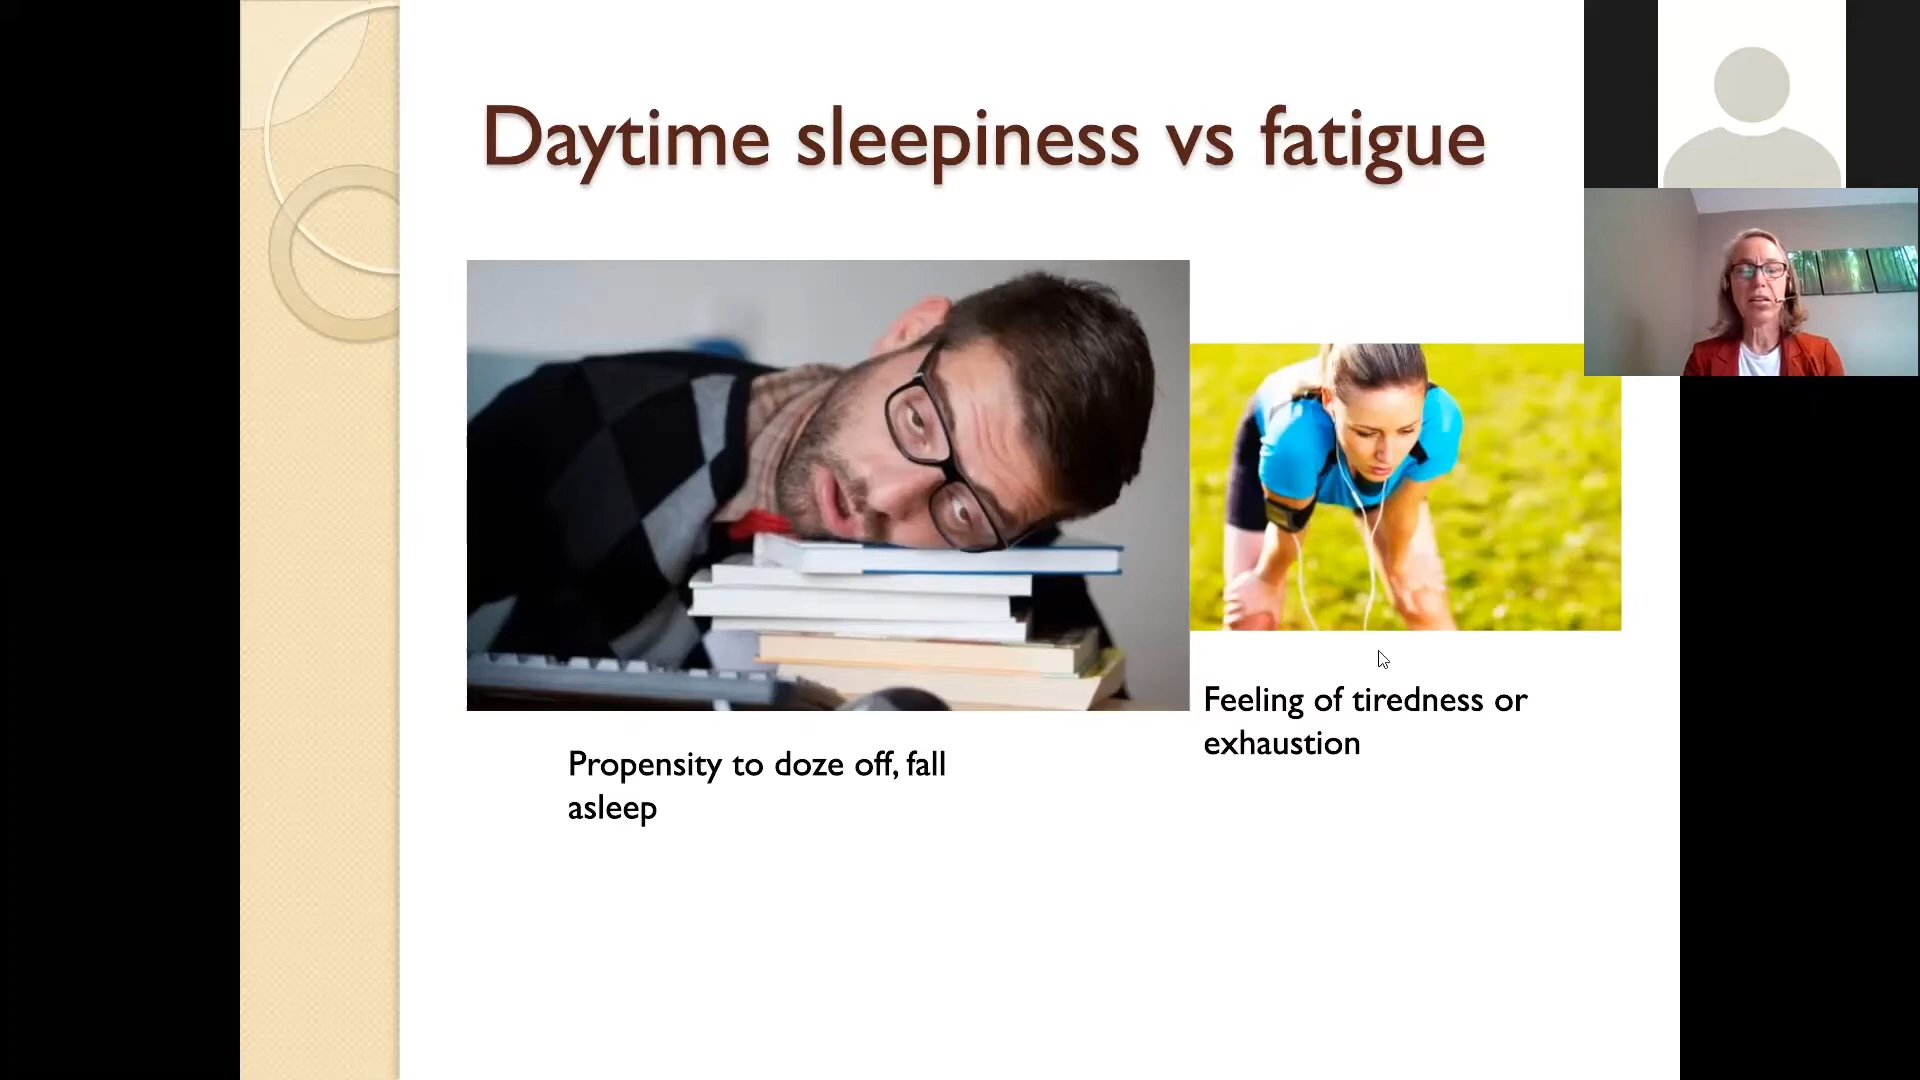 Daytime sleepiness vs fatigue
Propensity to doze off, fall
asleep
Feeling of tiredness or
exhaustion